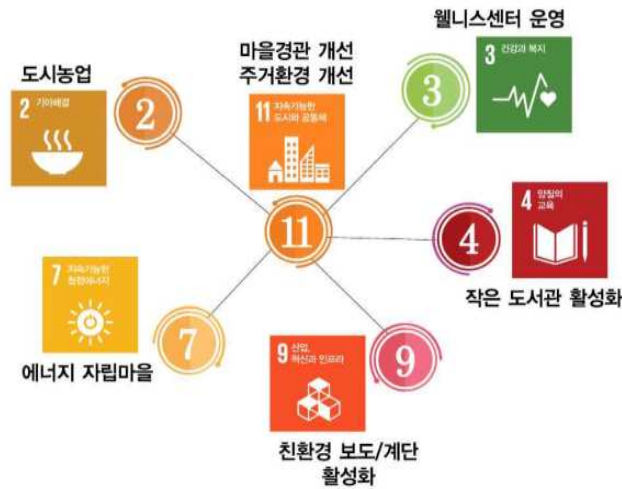 웰니스센터 운영
3 건강과 복지
3
마을경관 개선
주거환경 개선
11 지속가능한
도시와 공동체
11
도시농업
2 기아해결
2
4 양질의
교육
4
작은 도서관 활성화
7 지속가능한
청정에너지
7
에너지 자립마을
9 산업,
혁신과 인프라
9
친환경 보도/계단
활성화